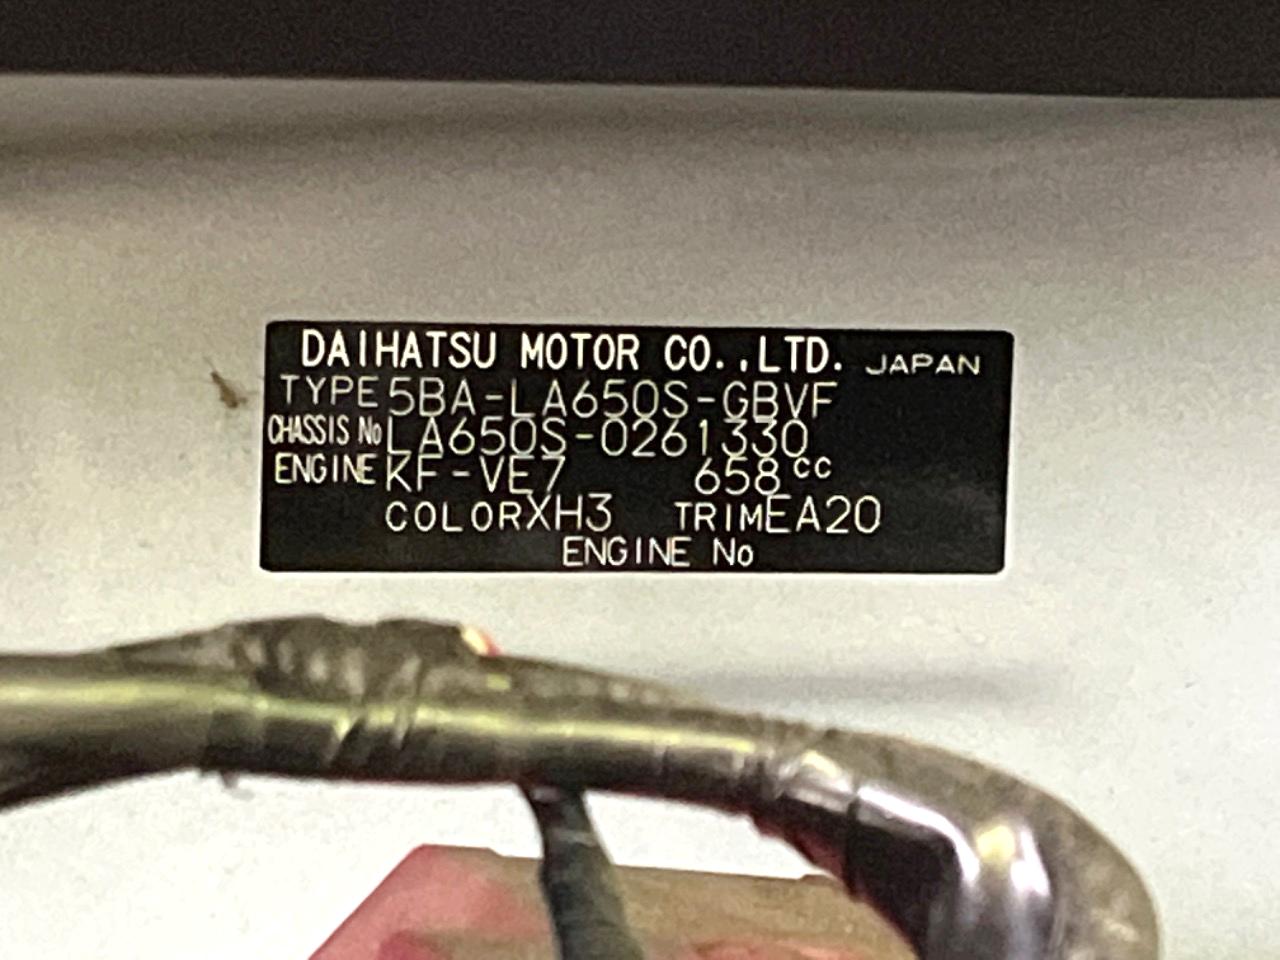 DAIHATSU MOTOR CO.,LTD. JAPAN
TYPE 5BA-LA650S-GBVF
CHASSIS No LA650S-0261330
ENGINE KF-VE7 658cc
COLOR XH3 TRIM EA20
ENGINE No